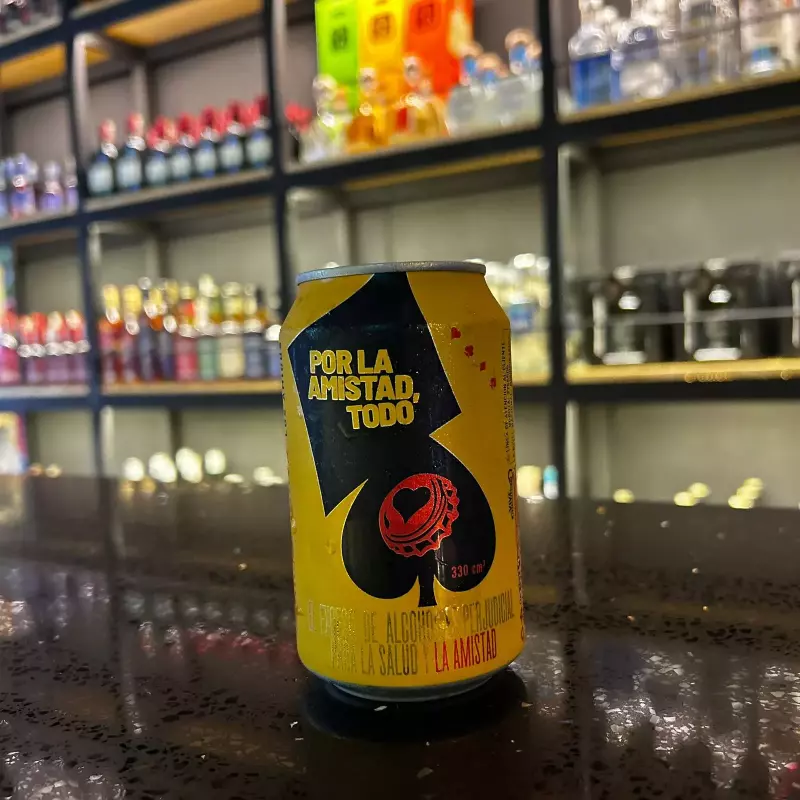 POR LA
AMISTAD,
TODO
330 cm³
EL EXCESO DE ALCOHOL ES PERJUDICIAL
PARA LA SALUD Y LA AMISTAD